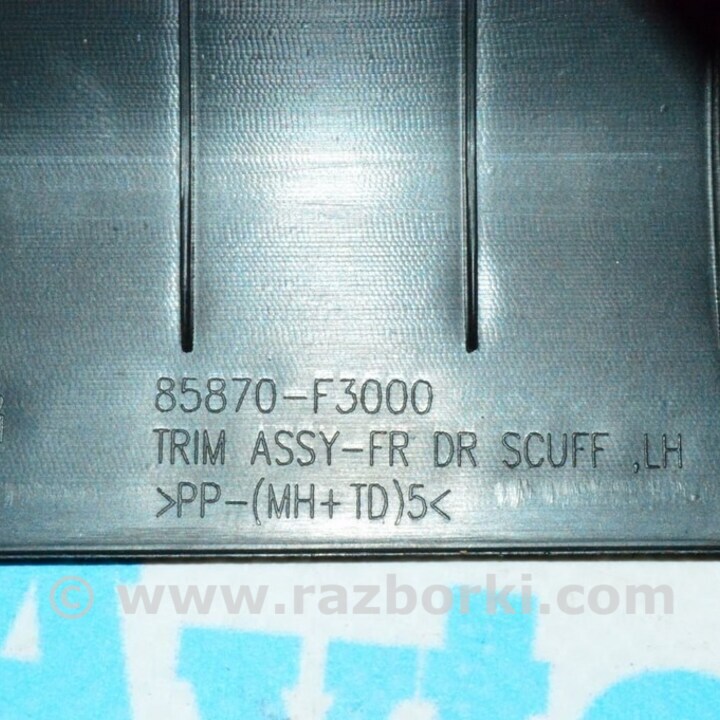 85870-F3000
TRIM ASSY-FR DR SCUFF ,LH
>PP-(MH+TD)5<
© www.razborki.com